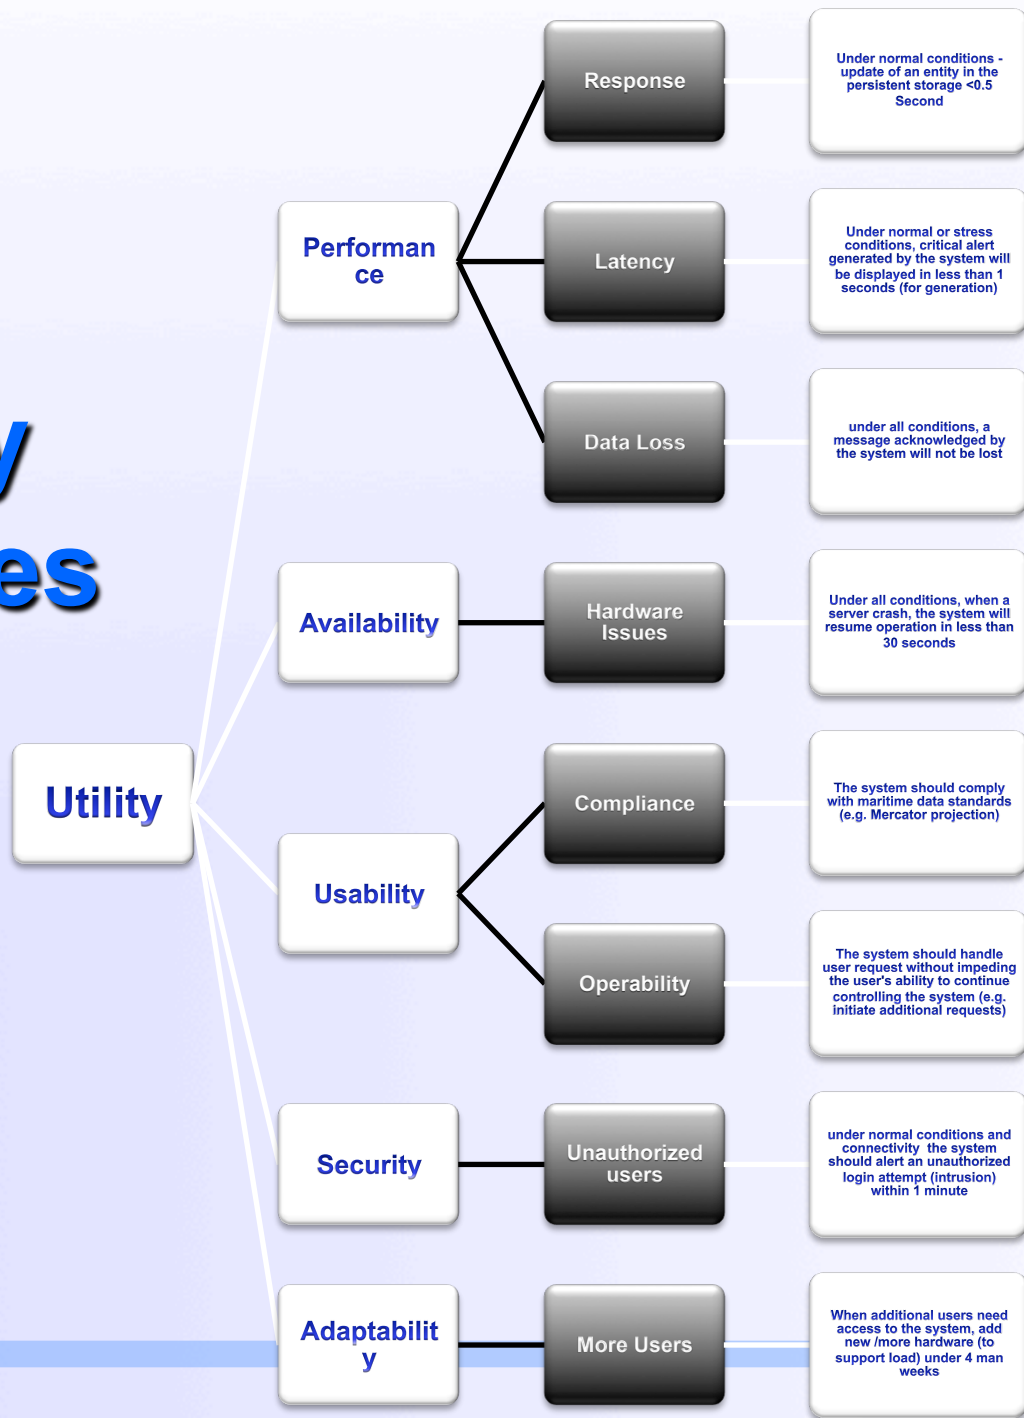 y
es
Utility
Performan
ce
Response
Under normal conditions -
update of an entity in the
persistent storage <0.5
Second
Latency
Under normal or stress
conditions, critical alert
generated by the system will
be displayed in less than 1
seconds (for generation)
Data Loss
under all conditions, a
message acknowledged by
the system will not be lost
Availability
Hardware
Issues
Under all conditions, when a
server crash, the system will
resume operation in less than
30 seconds
Usability
Compliance
The system should comply
with maritime data standards
(e.g. Mercator projection)
Operability
The system should handle
user request without impeding
the user's ability to continue
controlling the system (e.g.
initiate additional requests)
Security
Unauthorized
users
under normal conditions and
connectivity the system
should alert an unauthorized
login attempt (intrusion)
within 1 minute
Adaptabilit
y
More Users
When additional users need
access to the system, add
new /more hardware (to
support load) under 4 man
weeks